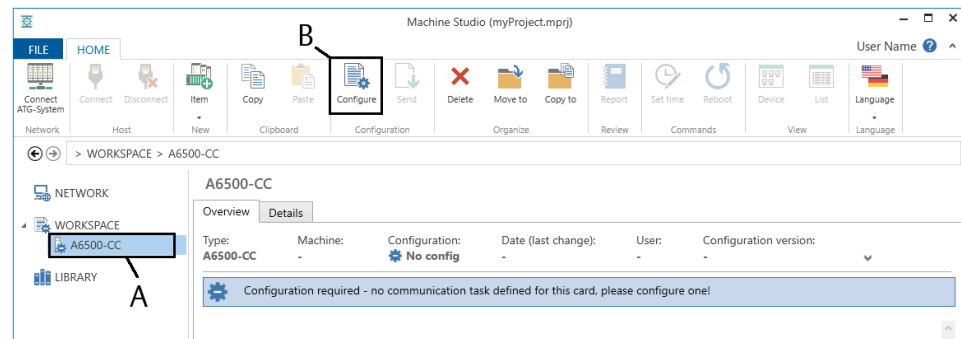 Machine Studio (myProject.mprj)
FILE HOME
User Name
B
Connect ATG-System
Connect
Disconnect
Item
Copy
Paste
Configure
Send
Delete
Move to
Copy to
Report
Set time
Reboot
Device
List
Language
Network
Host
New
Clipboard
Configuration
Organize
Review
Commands
View
Language
> WORKSPACE > A6500-CC
NETWORK
WORKSPACE
A6500-CC
LIBRARY
A
A6500-CC
Overview Details
Type: Machine: Configuration: Date (last change): User: Configuration version:
A6500-CC - No config - - -
Configuration required - no communication task defined for this card, please configure one!